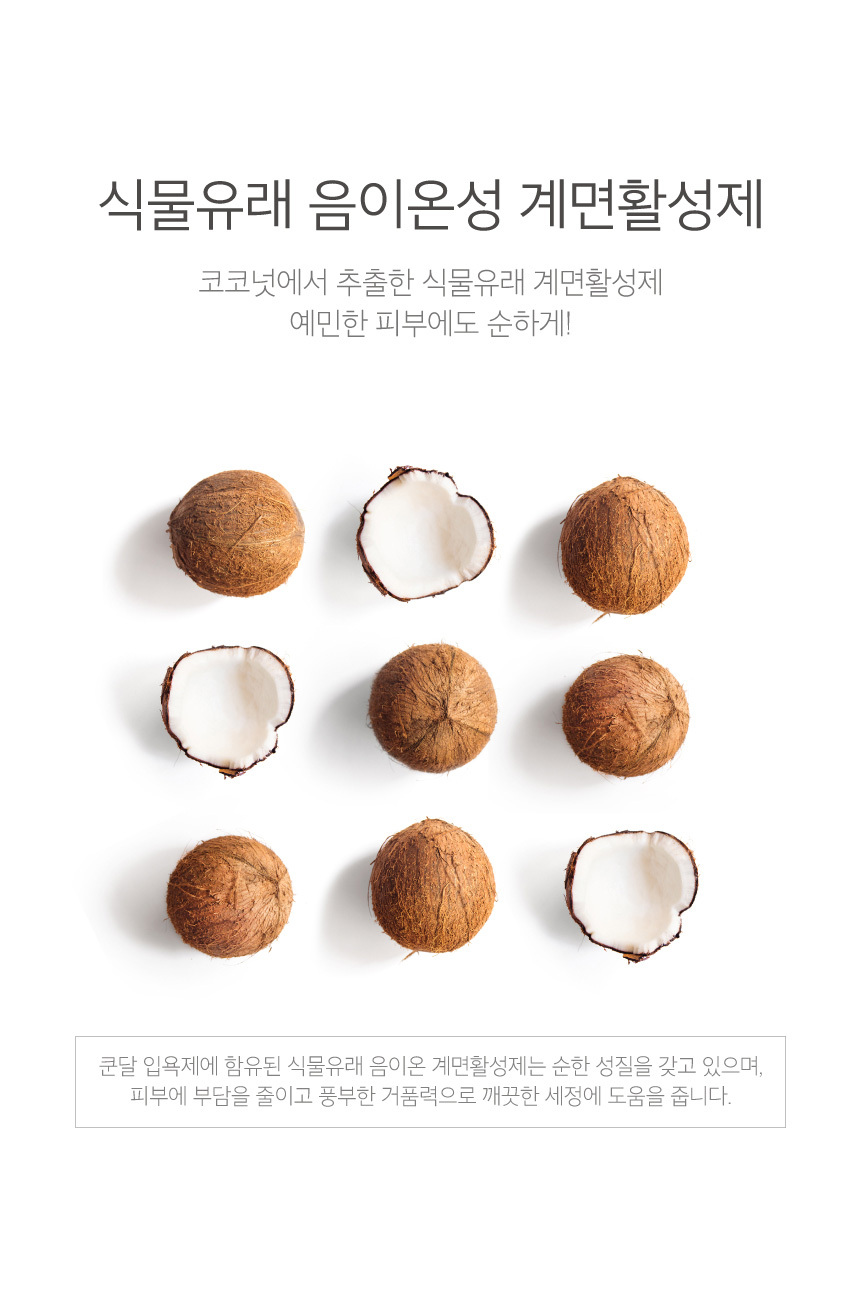 식물유래 음이온성 계면활성제
코코넛에서 추출한 식물유래 계면활성제
예민한 피부에도 순하게!
쿤달 입욕제에 함유된 식물유래 음이온 계면활성제는 순한 성질을 갖고 있으며,
피부에 부담을 줄이고 풍부한 거품력으로 깨끗한 세정에 도움을 줍니다.